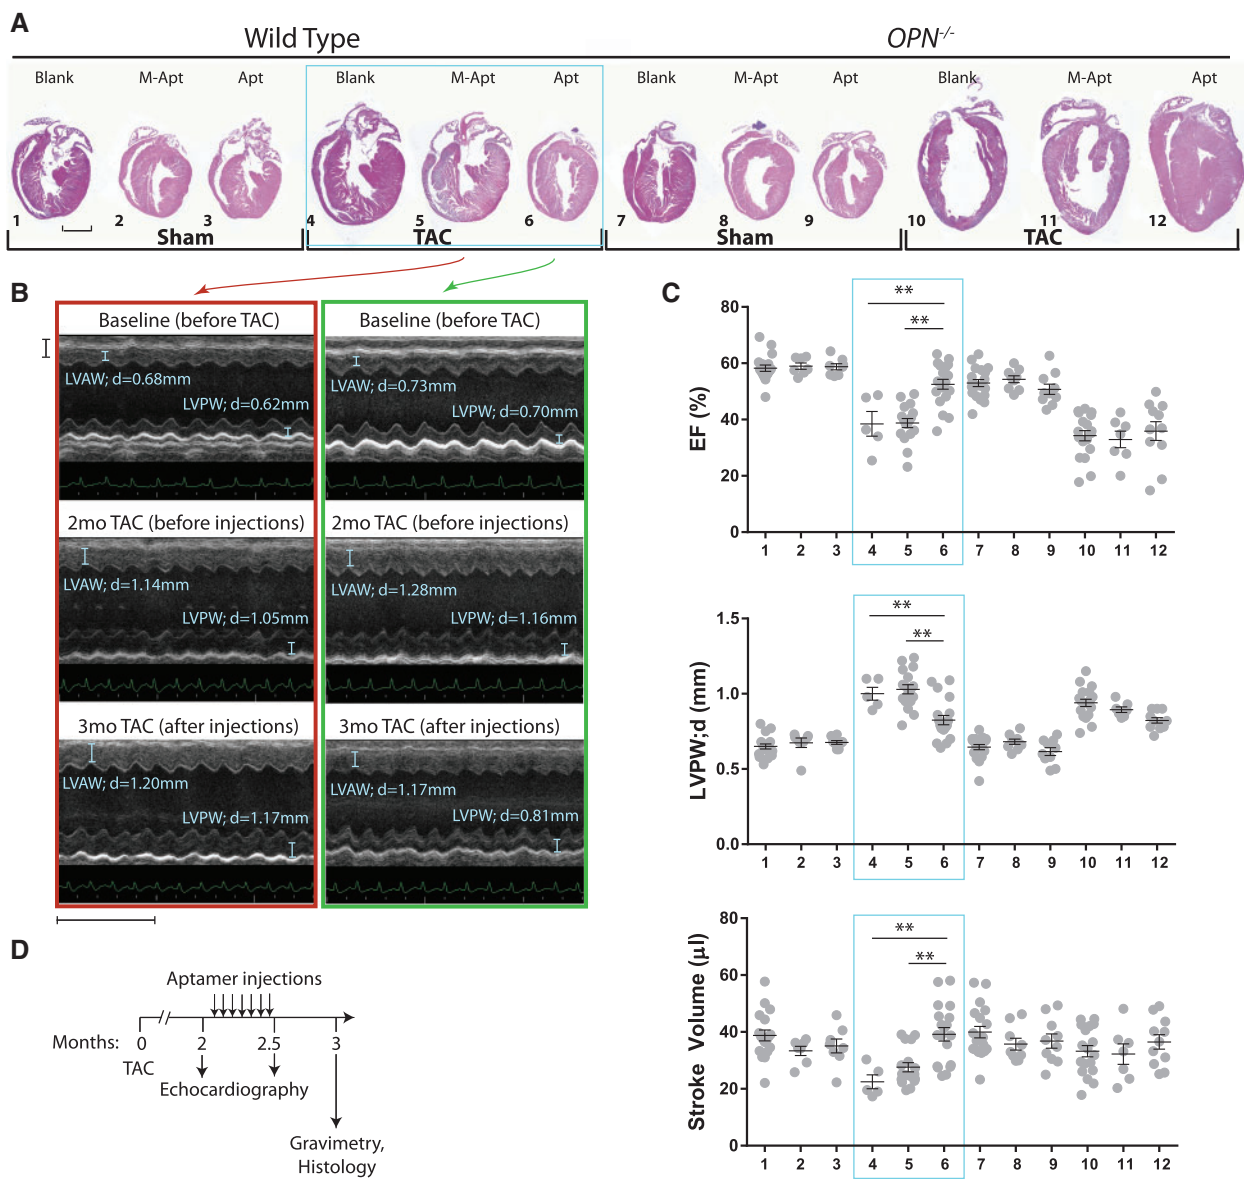 A
Wild Type
OPN-/-
Blank M-Apt Apt Blank M-Apt Apt Blank M-Apt Apt Blank M-Apt Apt
1 2 3 4 5 6 7 8 9 10 11 12
Sham TAC Sham TAC
B
Baseline (before TAC)
LVAW; d=0.68mm
LVPW; d=0.62mm
2mo TAC (before injections)
LVAW; d=1.14mm
LVPW; d=1.05mm
3mo TAC (after injections)
LVAW; d=1.20mm
LVPW; d=1.17mm
Baseline (before TAC)
LVAW; d=0.73mm
LVPW; d=0.70mm
2mo TAC (before injections)
LVAW; d=1.28mm
LVPW; d=1.16mm
3mo TAC (after injections)
LVAW; d=1.17mm
LVPW; d=0.81mm
C
EF (%)
80
60
40
20
0
**
**
1 2 3 4 5 6 7 8 9 10 11 12
LVPW;d (mm)
1.5
1.0
0.5
0.0
**
**
1 2 3 4 5 6 7 8 9 10 11 12
Stroke Volume (µl)
80
60
40
20
0
**
**
1 2 3 4 5 6 7 8 9 10 11 12
D
Aptamer injections
Months: 0 2 2.5 3
TAC
Echocardiography
Gravimetry,
Histology